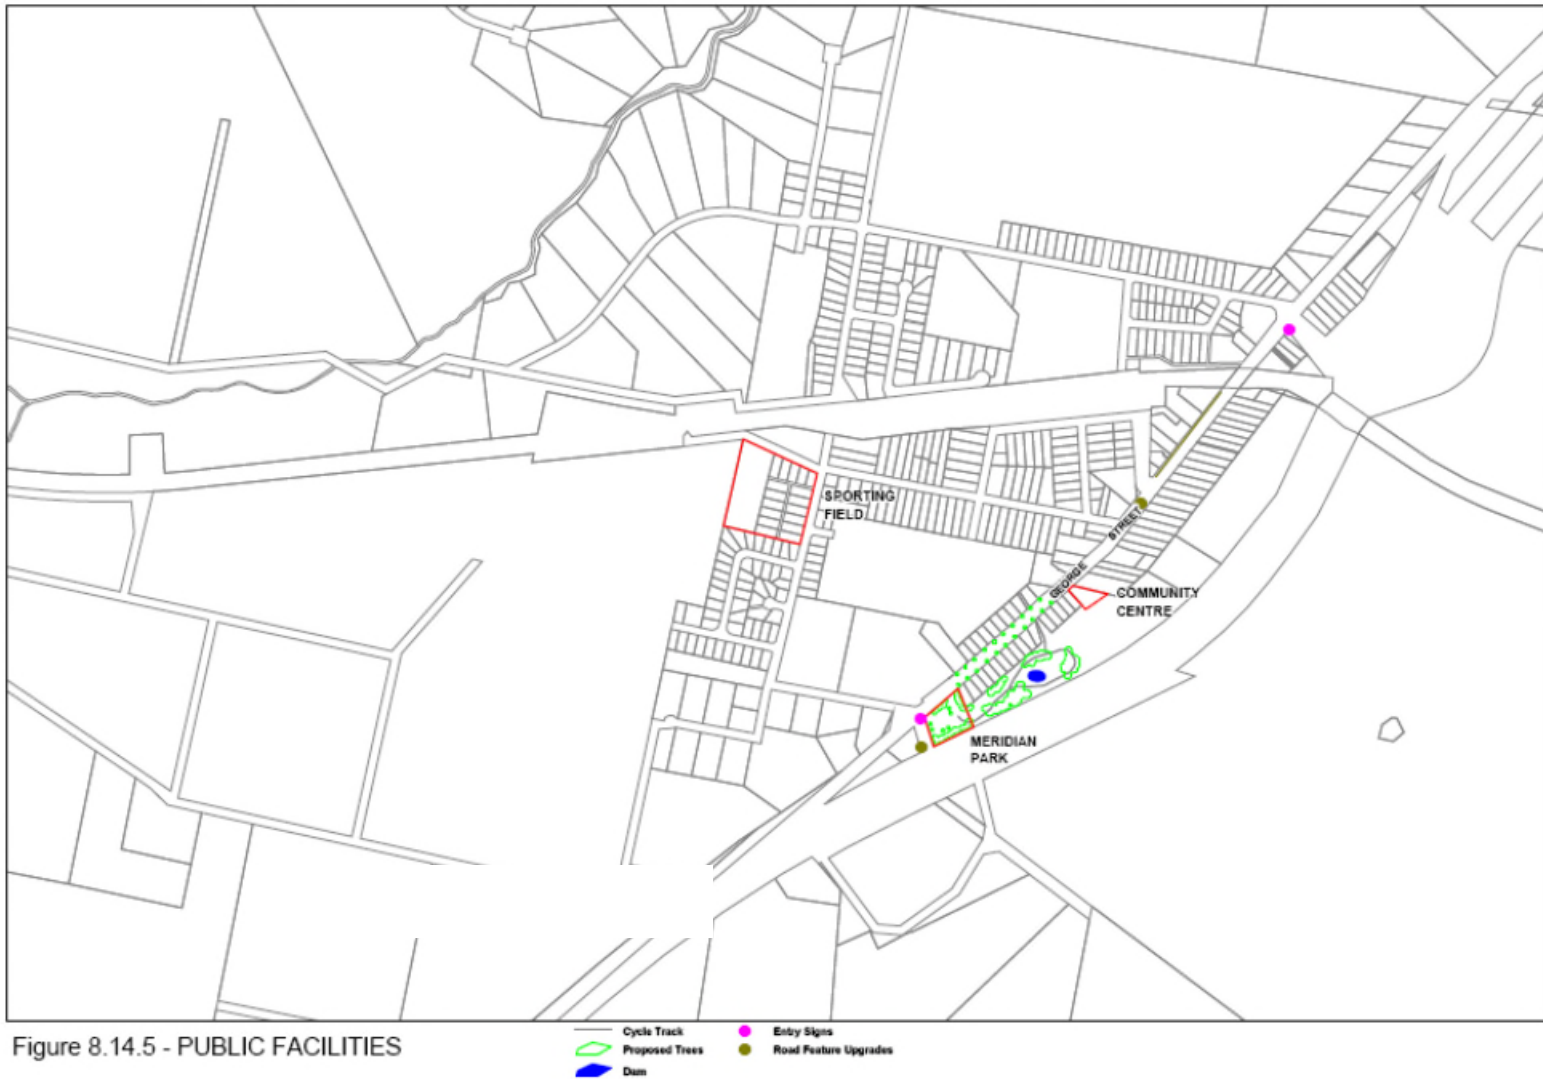 SPORTING
FIELD
STREET
GEORGE
COMMUNITY
CENTRE
MERIDIAN
PARK
Figure 8.14.5 - PUBLIC FACILITIES
Cycle Track
Proposed Trees
Dam
Entry Signs
Road Feature Upgrades